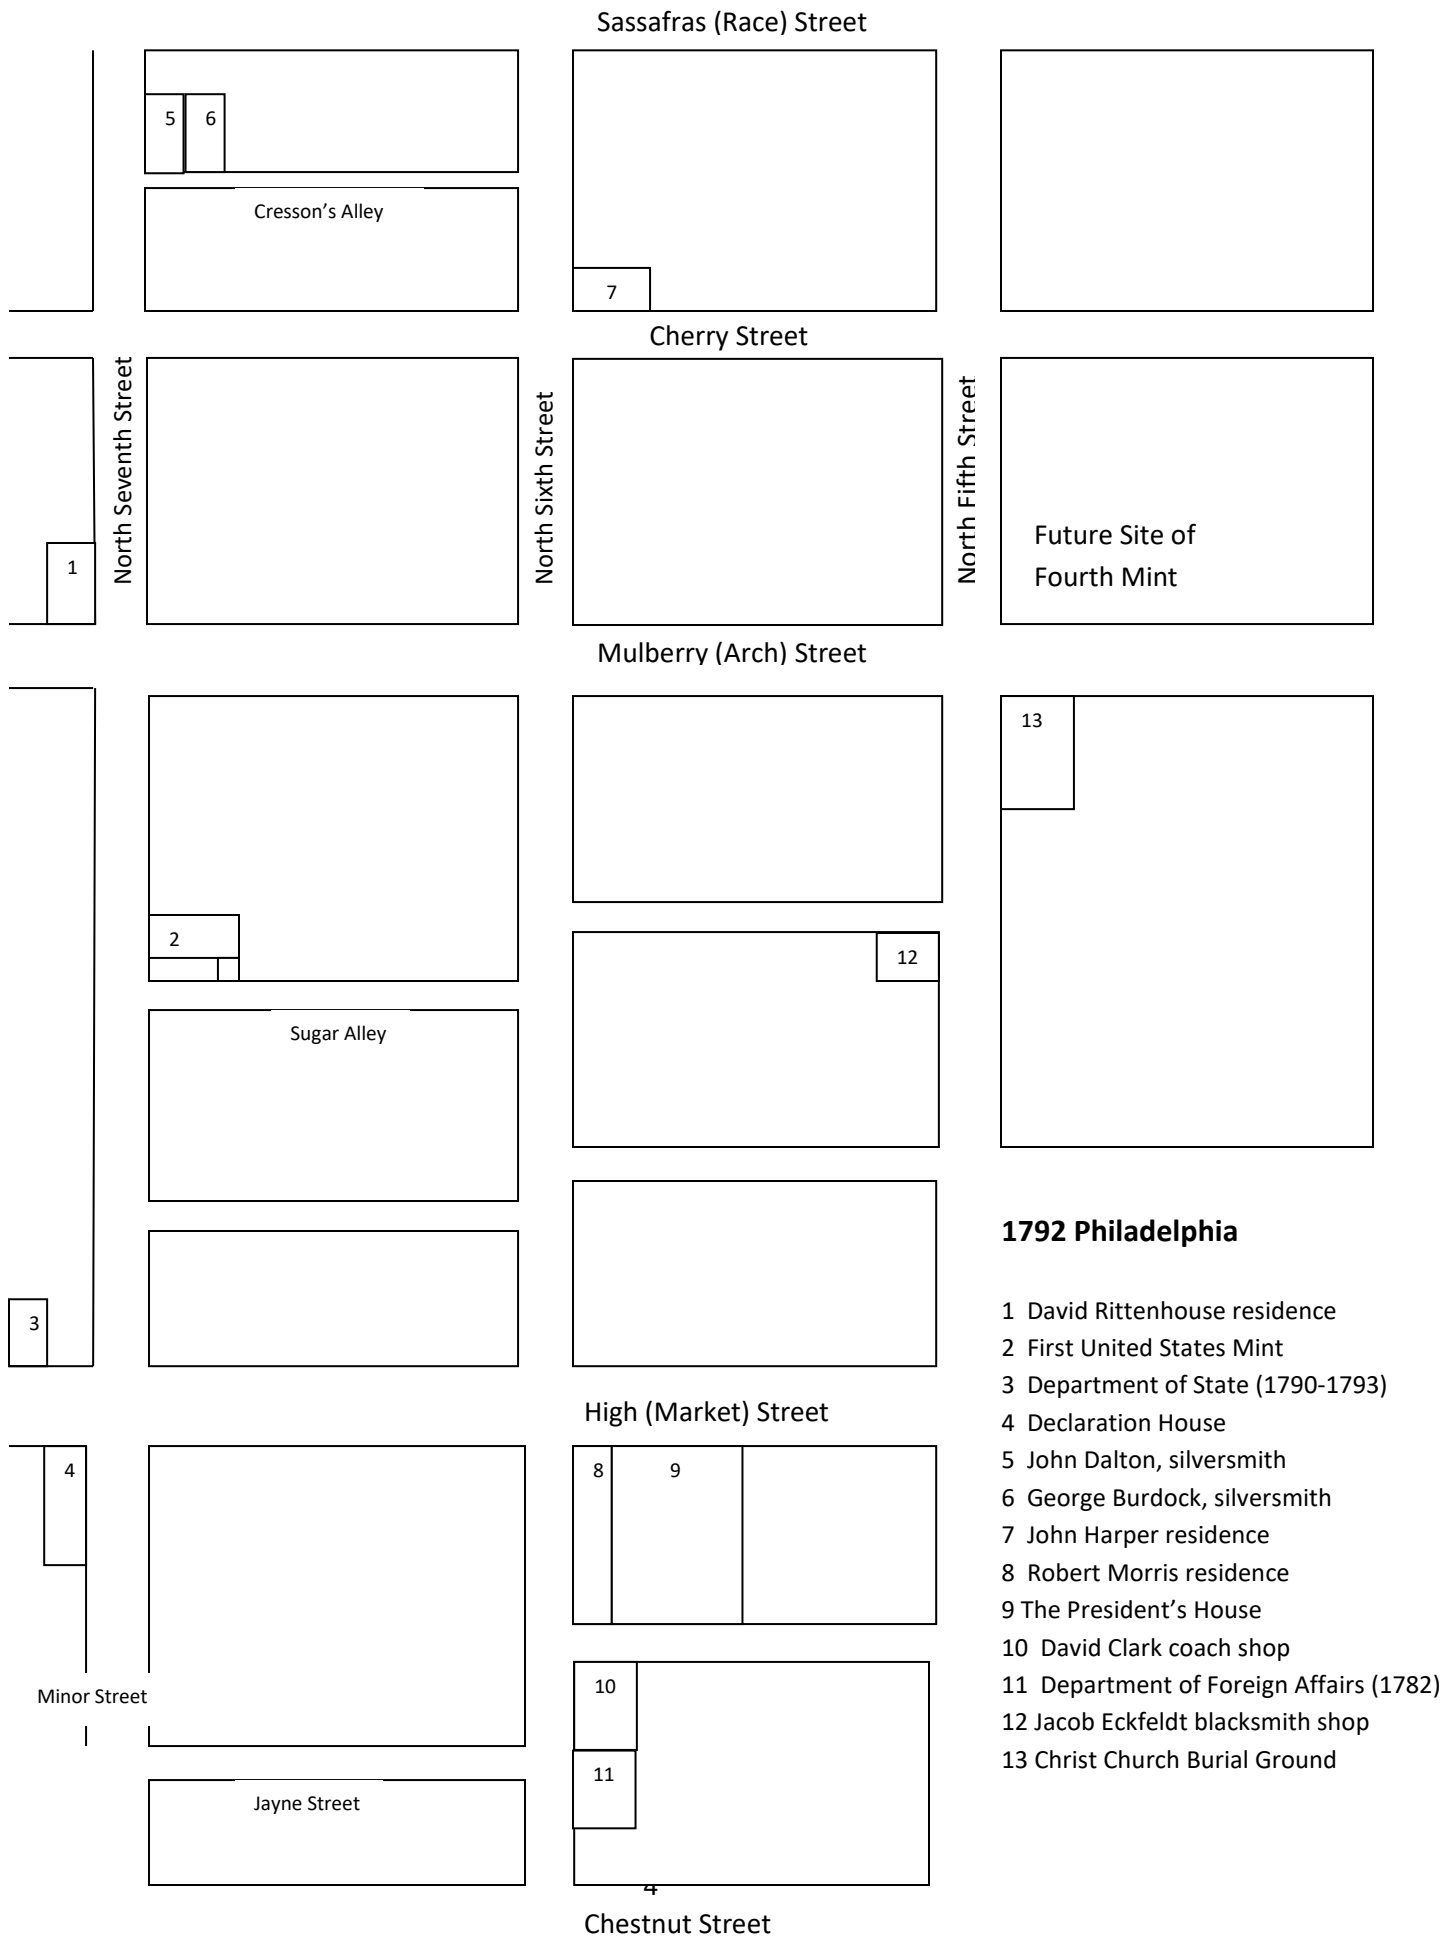 Sassafras (Race) Street
5
6
Cresson's Alley
7
Cherry Street
North Seventh Street
North Sixth Street
North Fifth Street
Future Site of
Fourth Mint
1
Mulberry (Arch) Street
13
2
12
Sugar Alley
3
High (Market) Street
4
8
9
10
Minor Street
11
Jayne Street
4
Chestnut Street
1792 Philadelphia
1 David Rittenhouse residence
2 First United States Mint
3 Department of State (1790-1793)
4 Declaration House
5 John Dalton, silversmith
6 George Burdock, silversmith
7 John Harper residence
8 Robert Morris residence
9 The President's House
10 David Clark coach shop
11 Department of Foreign Affairs (1782)
12 Jacob Eckfeldt blacksmith shop
13 Christ Church Burial Ground